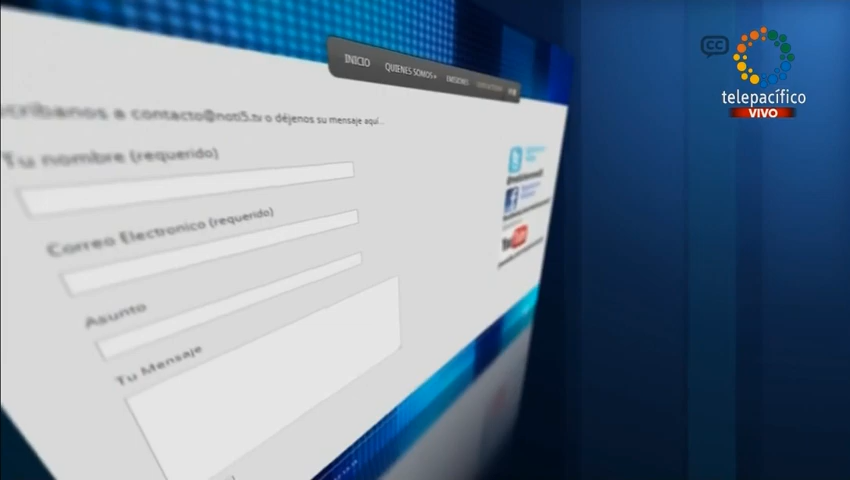 INICIO QUIENES SOMOS EMISIONES
CC
telepacífico
VIVO
contacto@noti5.tv o déjenos su mensaje aquí...
Tu nombre (requerido)
Correo Electronico (requerido)
Asunto
Tu Mensaje